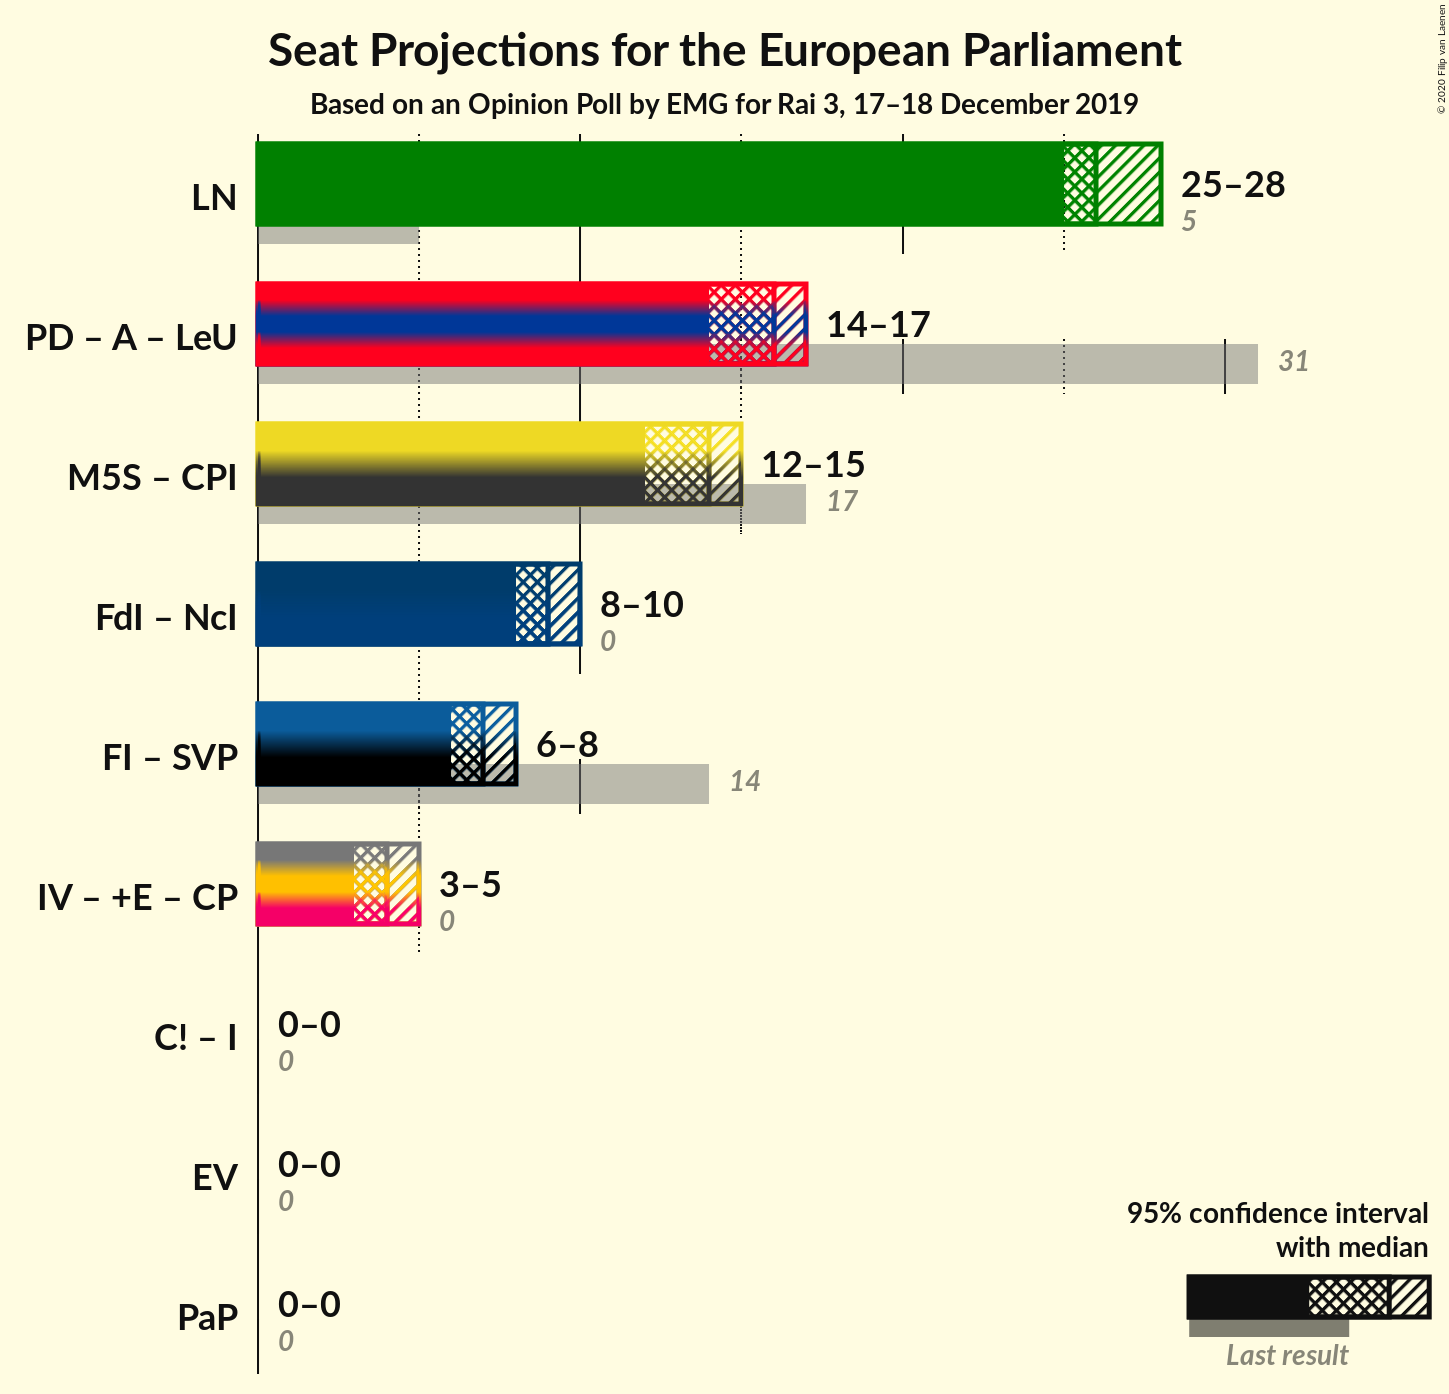 Seat Projections for the European Parliament
Based on an Opinion Poll by EMG for Rai 3, 17–18 December 2019
© 2020 Filip van Laenen
LN
25–28
5
PD – A – LeU
14–17
31
M5S – CPI
12–15
17
FdI – NcI
8–10
0
FI – SVP
6–8
14
IV – +E – CP
3–5
0
C! – I
0–0
0
EV
0–0
0
PaP
0–0
0
95% confidence interval
with median
Last result